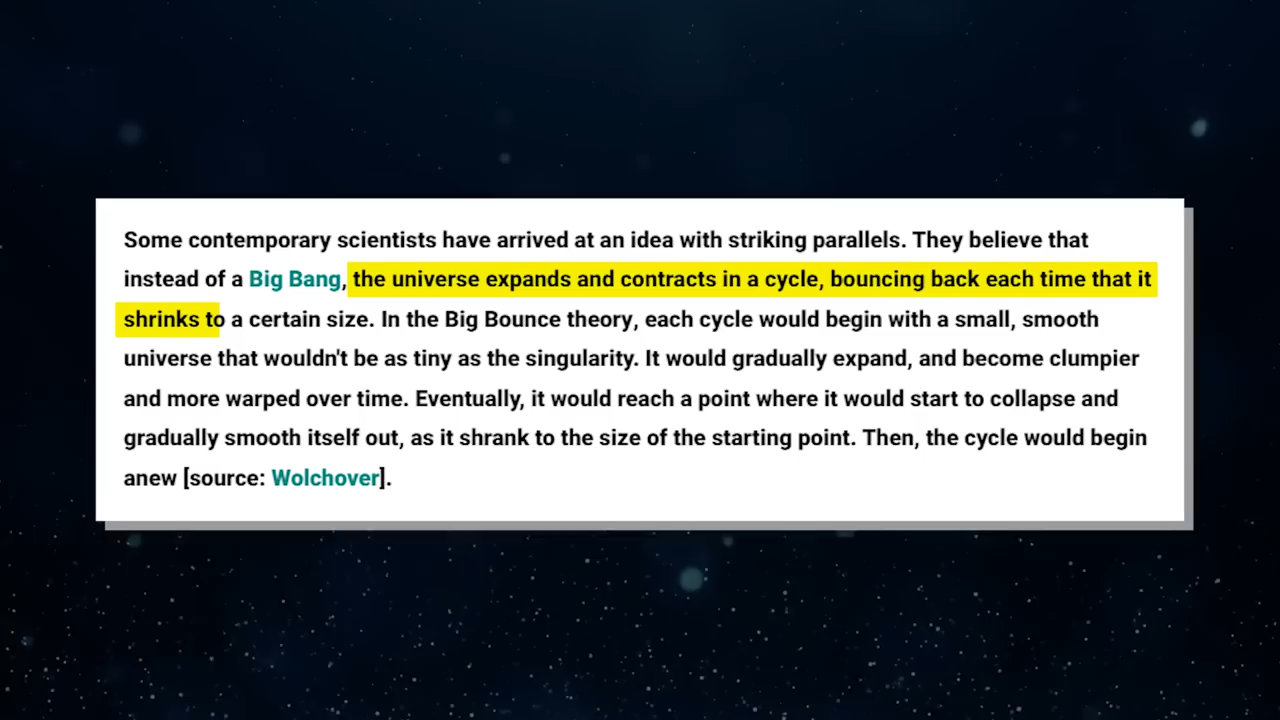 Some contemporary scientists have arrived at an idea with striking parallels. They believe that
instead of a Big Bang, the universe expands and contracts in a cycle, bouncing back each time that it
shrinks to a certain size. In the Big Bounce theory, each cycle would begin with a small, smooth
universe that wouldn't be as tiny as the singularity. It would gradually expand, and become clumpier
and more warped over time. Eventually, it would reach a point where it would start to collapse and
gradually smooth itself out, as it shrank to the size of the starting point. Then, the cycle would begin
anew [source: Wolchover].